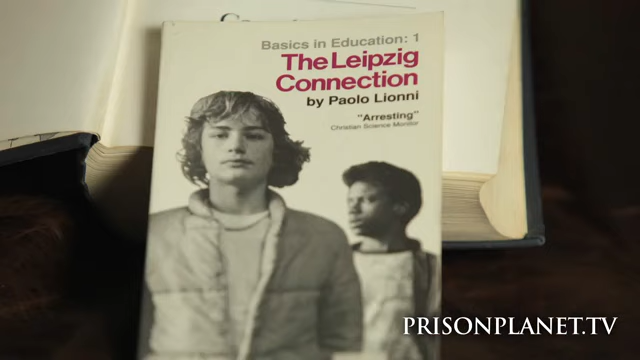 Basics in Education: 1
The Leipzig
Connection
by Paolo Lionni
"Arresting"
Christian Science Monitor
PRISONPLANET.TV